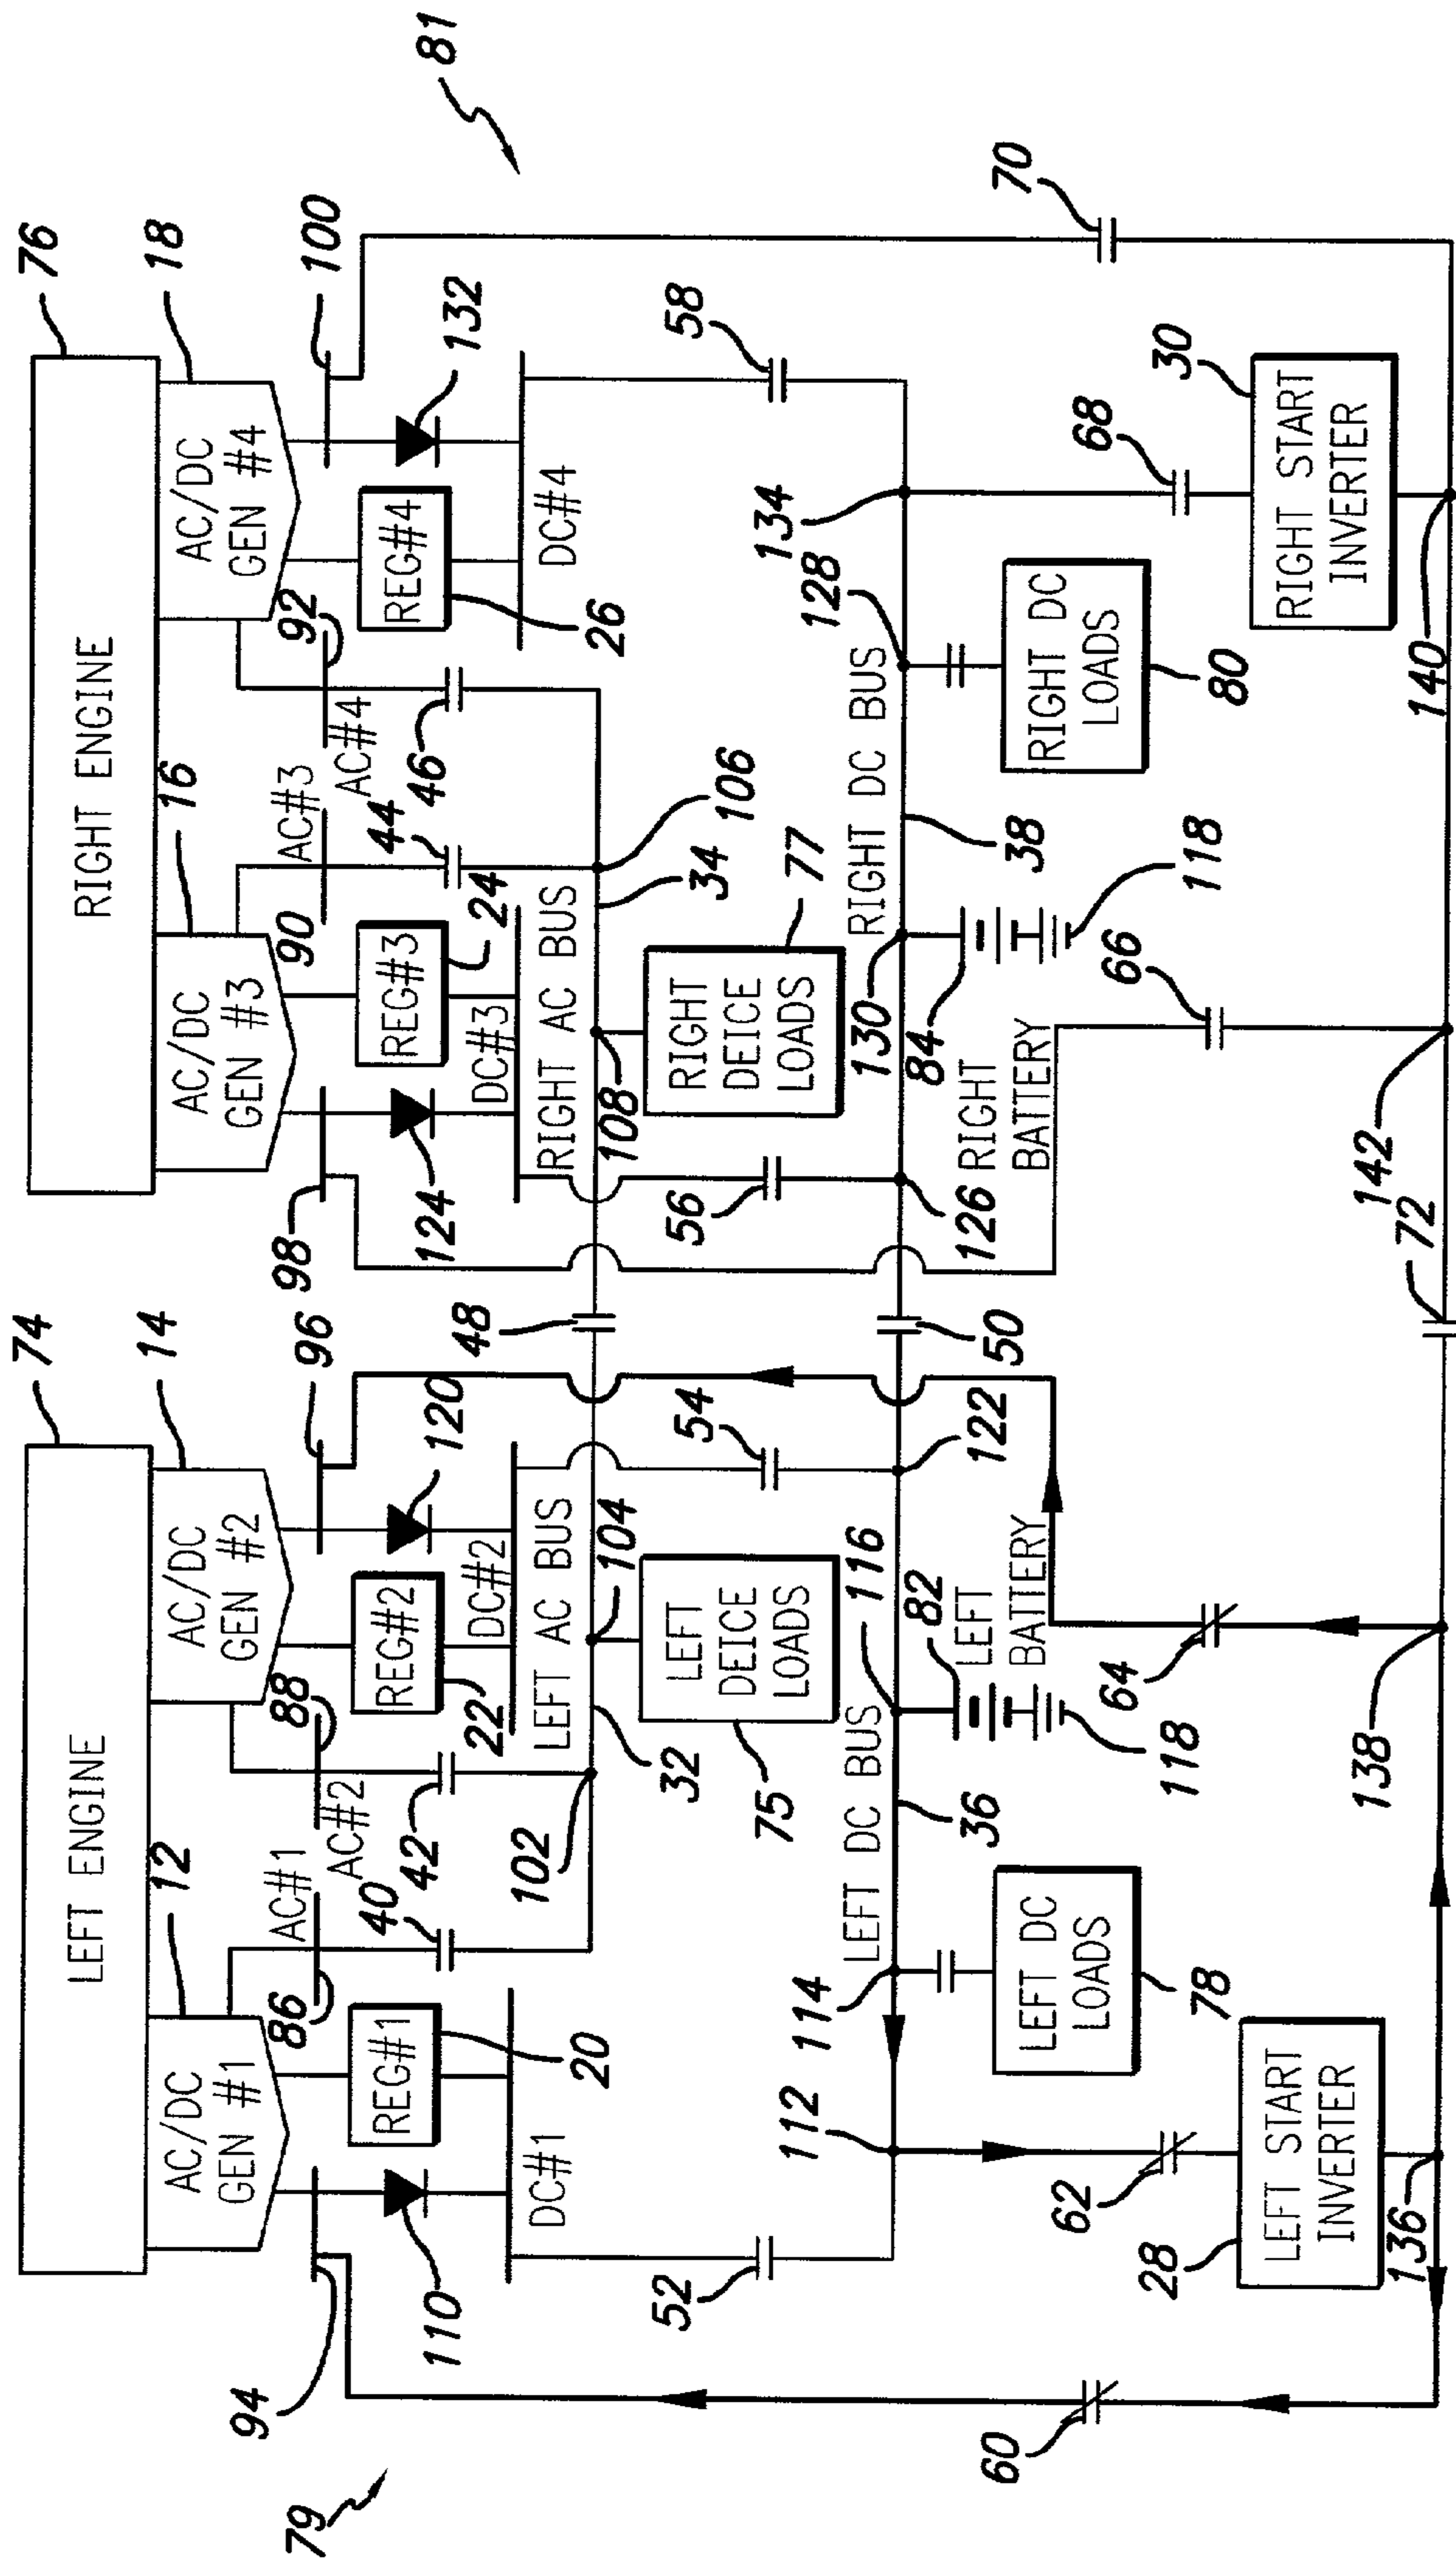 79
81
74
LEFT ENGINE
76
RIGHT ENGINE
12
AC/DC
GEN #1
14
AC/DC
GEN #2
16
AC/DC
GEN #3
18
AC/DC
GEN #4
94
86
AC#1
88
AC#2
96
98
90
AC#3
92
AC#4
100
110
REG#1
20
40
42
REG#2
22
120
124
REG#3
24
44
46
REG#4
26
132
DC#1
DC#2
DC#3
DC#4
102
LEFT AC BUS
32
104
48
RIGHT AC BUS
108
34
106
LEFT
DEICE
LOADS
75
RIGHT
DEICE
LOADS
77
52
54
56
58
112
114
LEFT DC BUS
36
116
122
50
126
130
RIGHT DC BUS
38
128
134
82
LEFT
BATTERY
118
84
RIGHT
BATTERY
118
LEFT DC
LOADS
78
RIGHT DC
LOADS
80
60
62
64
66
68
70
28
LEFT START
INVERTER
30
RIGHT START
INVERTER
136
138
72
142
140